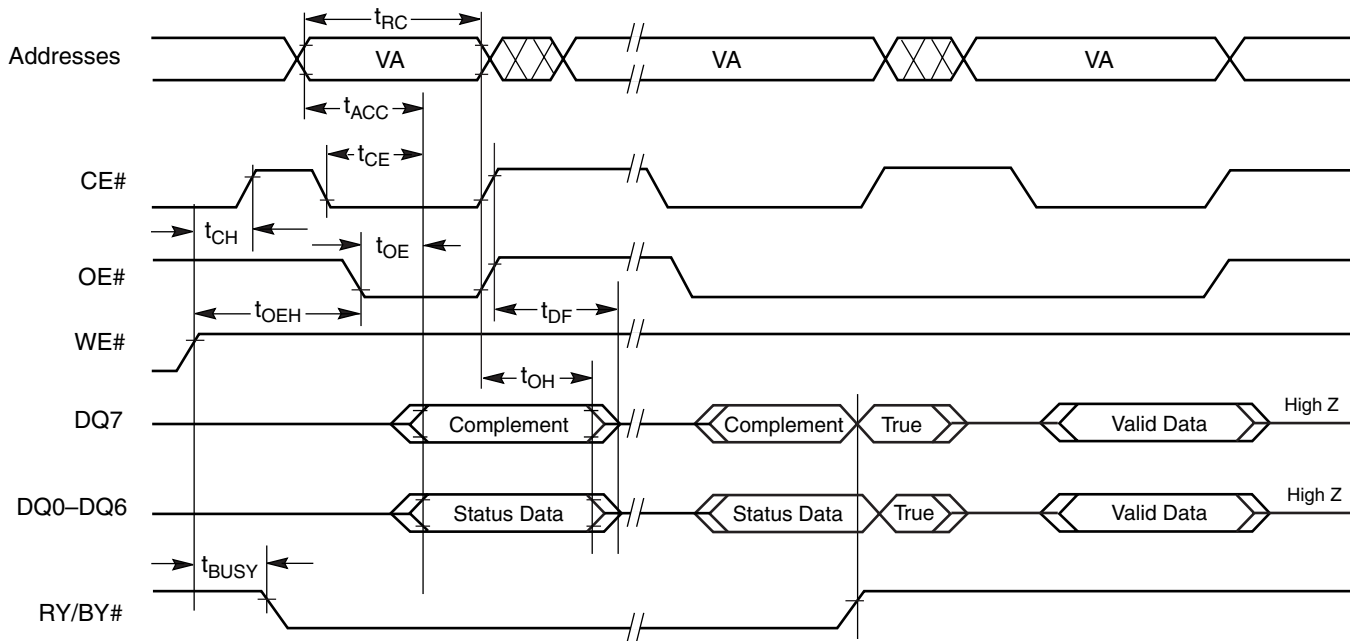 tRC
Addresses VA VA VA
tACC
tCE
CE#
tCH tOE
OE#
tOEH tDF
WE#
tOH
DQ7 Complement Complement True Valid Data High Z
DQ0–DQ6 Status Data Status Data True Valid Data High Z
tBUSY
RY/BY#